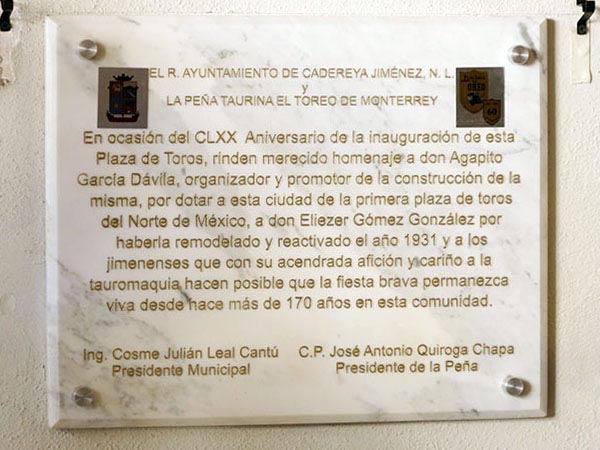 EL R. AYUNTAMIENTO DE CADEREYA JIMÉNEZ, N. L.
y
LA PEÑA TAURINA EL TOREO DE MONTERREY
En ocasión del CLXX Aniversario de la inauguración de esta
Plaza de Toros, rinden merecido homenaje a don Agapito
García Dávila, organizador y promotor de la construcción de la
misma, por dotar a esta ciudad de la primera plaza de toros
del Norte de México, a don Eliezer Gómez González por
haberla remodelado y reactivado el año 1931 y a los
jimenenses que con su acendrada afición y cariño a la
tauromaquia hacen posible que la fiesta brava permanezca
viva desde hace más de 170 años en esta comunidad.
Ing. Cosme Julián Leal Cantú
Presidente Municipal
C.P. José Antonio Quiroga Chapa
Presidente de la Peña